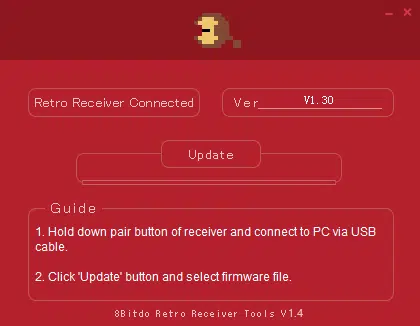 Retro Receiver Connected
Ver V1.30
Update
Guide
1. Hold down pair button of receiver and connect to PC via USB
cable.
2. Click 'Update' button and select firmware file.
8Bitdo Retro Receiver Tools V1.4